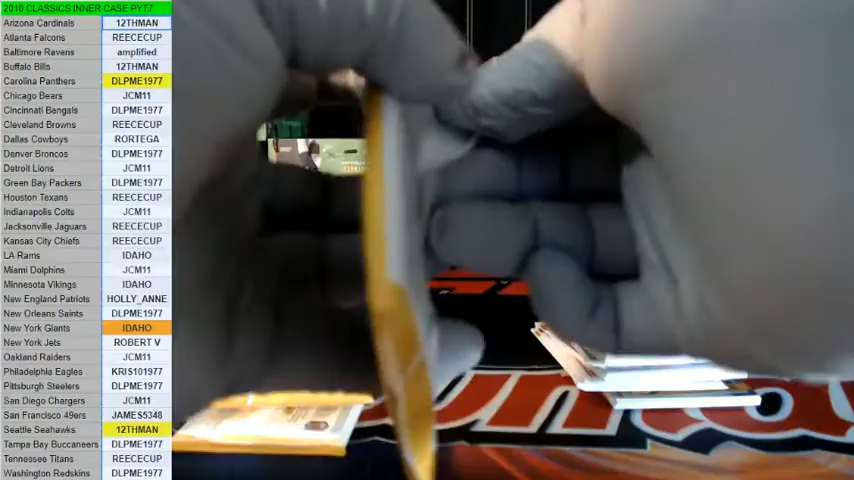 2018 CLASSICS INNER CASE PYT7
Arizona Cardinals 12THMAN
Atlanta Falcons REECECUP
Baltimore Ravens amplified
Buffalo Bills 12THMAN
Carolina Panthers DLPME1977
Chicago Bears JCM11
Cincinnati Bengals DLPME1977
Cleveland Browns REECECUP
Dallas Cowboys RORTEGA
Denver Broncos DLPME1977
Detroit Lions JCM11
Green Bay Packers DLPME1977
Houston Texans REECECUP
Indianapolis Colts JCM11
Jacksonville Jaguars REECECUP
Kansas City Chiefs REECECUP
LA Rams IDAHO
Miami Dolphins JCM11
Minnesota Vikings IDAHO
New England Patriots HOLLY_ANNE
New Orleans Saints DLPME1977
New York Giants IDAHO
New York Jets ROBERT V
Oakland Raiders JCM11
Philadelphia Eagles KRIS101977
Pittsburgh Steelers DLPME1977
San Diego Chargers JCM11
San Francisco 49ers JAMES5348
Seattle Seahawks 12THMAN
Tampa Bay Buccaneers DLPME1977
Tennessee Titans REECECUP
Washington Redskins DLPME1977